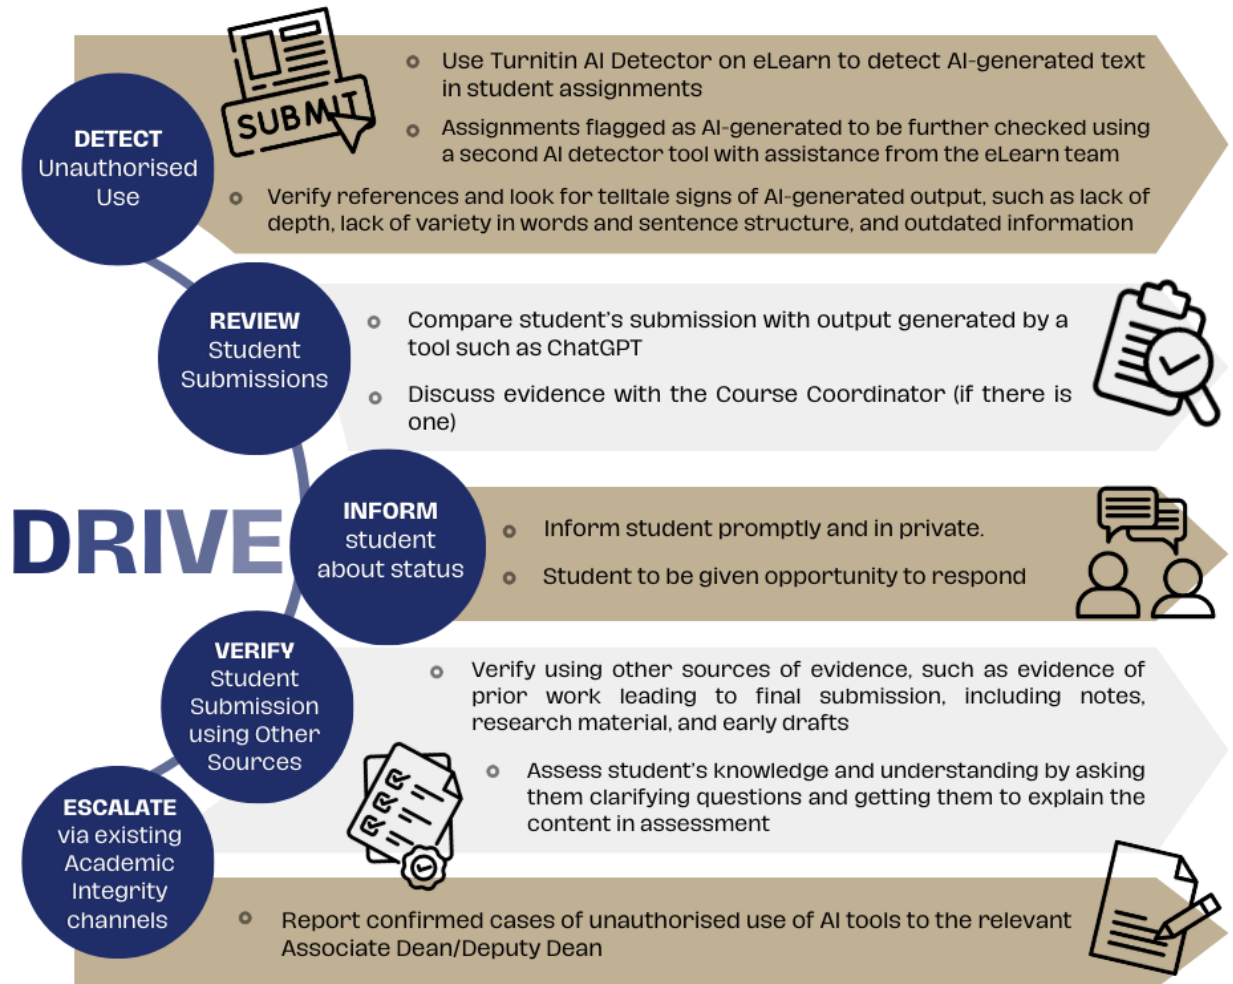 SUBMIT
DETECT
Unauthorised
Use
Use Turnitin AI Detector on eLearn to detect AI-generated text
in student assignments
Assignments flagged as AI-generated to be further checked using
a second AI detector tool with assistance from the eLearn team
Verify references and look for telltale signs of AI-generated output, such as lack of
depth, lack of variety in words and sentence structure, and outdated information
REVIEW
Student
Submissions
Compare student's submission with output generated by a
tool such as ChatGPT
Discuss evidence with the Course Coordinator (if there is
one)
DRIVE
INFORM
student
about status
Inform student promptly and in private.
Student to be given opportunity to respond
VERIFY
Student
Submission
using Other
Sources
Verify using other sources of evidence, such as evidence of
prior work leading to final submission, including notes,
research material, and early drafts
Assess student's knowledge and understanding by asking
them clarifying questions and getting them to explain the
content in assessment
ESCALATE
via existing
Academic
Integrity
channels
Report confirmed cases of unauthorised use of AI tools to the relevant
Associate Dean/Deputy Dean